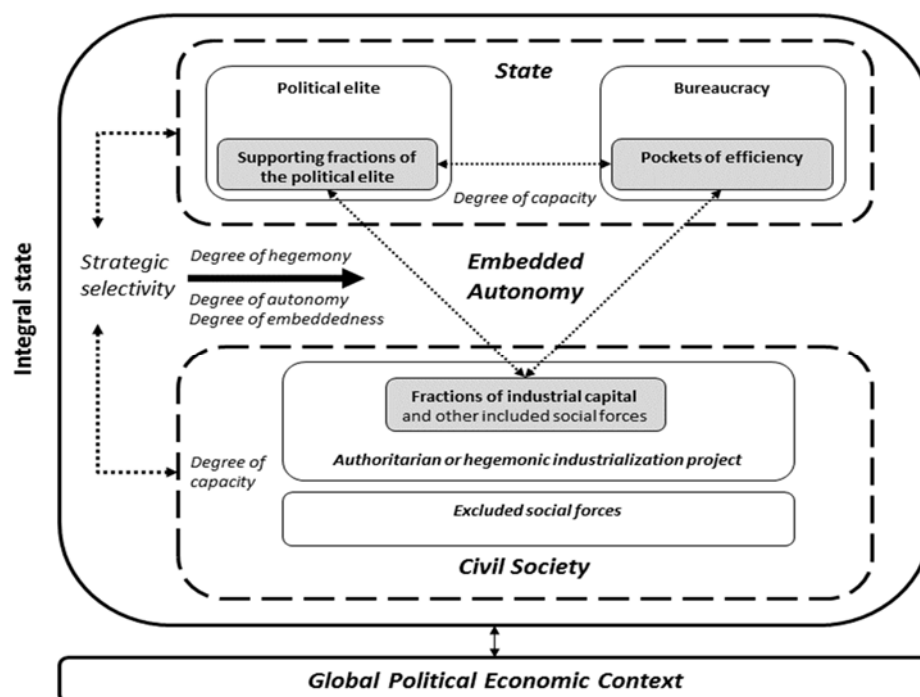 State
Political elite
Bureaucracy
Supporting fractions of
the political elite
Pockets of efficiency
Degree of capacity
Integral state
Strategic
selectivity
Degree of hegemony
Degree of autonomy
Degree of embeddedness
Embedded
Autonomy
Fractions of industrial capital
and other included social forces
Authoritarian or hegemonic industrialization project
Degree of
capacity
Excluded social forces
Civil Society
Global Political Economic Context